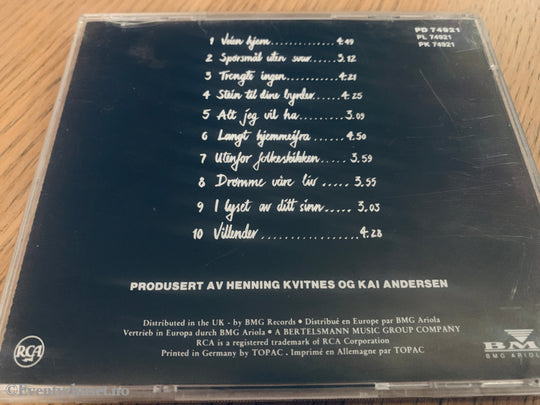 PD 74921
PL 74921
PK 74921
1 Veien hjem.............. 4.49
2 Spørsmål uten svar...... 3.12
3 Trengte ingen........... 4.21
4 Stein til dine byrder... 4.25
5 Alt jeg vil ha.......... 3.09
6 Langt hjemmeifra........ 4.50
7 Utenfor folkeskikken..... 3.59
8 Drømme våre liv..... 3.55
9 I lyset av ditt sinn..... 3.03
10 Villender................ 4.28
PRODUSERT AV HENNING KVITNES OG KAI ANDERSEN
Distributed in the UK - by BMG Records • Distribué en Europe par BMG Ariola
Vertrieb in Europa durch BMG Ariola • A BERTELSMANN MUSIC GROUP COMPANY
RCA is a registered trademark of RCA Corporation
Printed in Germany by TOPAC. Imprimé en Allemagne par TOPAC
RCA
BMG
BMG ARIOLA